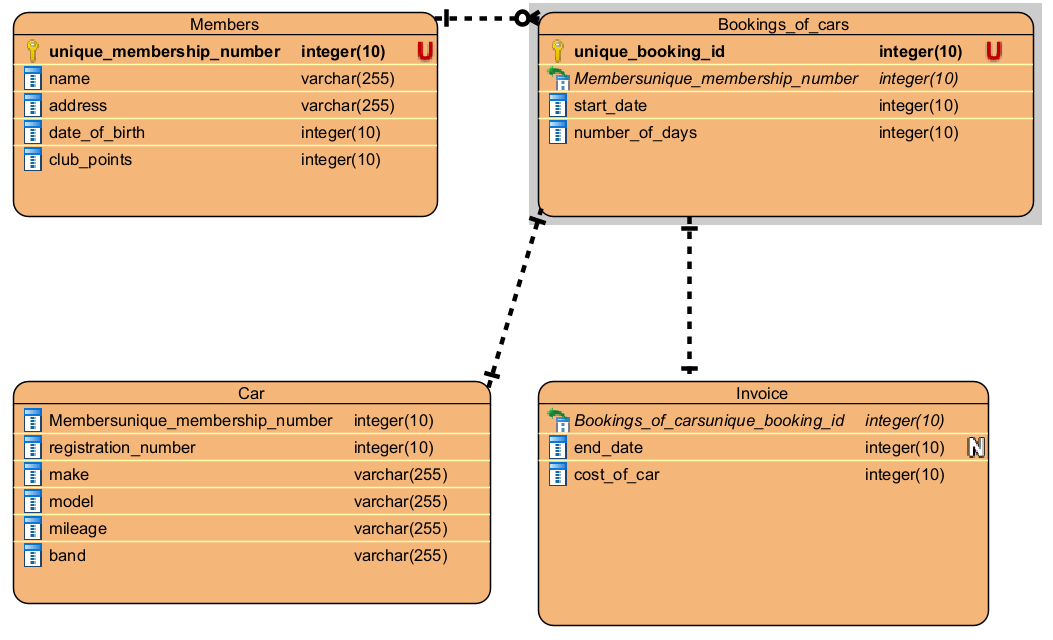 Members
unique_membership_number integer(10) U
name varchar(255)
address varchar(255)
date_of_birth integer(10)
club_points integer(10)
Bookings_of_cars
unique_booking_id integer(10) U
Membersunique_membership_number integer(10)
start_date integer(10)
number_of_days integer(10)
Car
Membersunique_membership_number integer(10)
registration_number integer(10)
make varchar(255)
model varchar(255)
mileage varchar(255)
band varchar(255)
Invoice
Bookings_of_carsunique_booking_id integer(10)
end_date integer(10) N
cost_of_car integer(10)